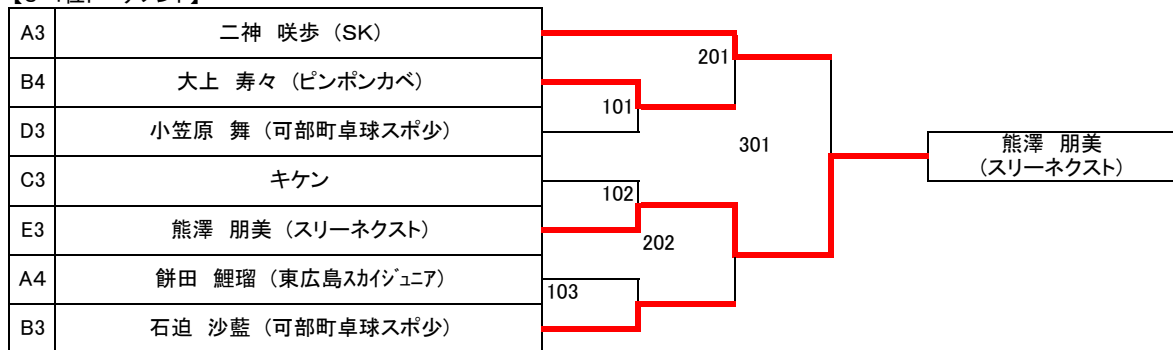 A3 二神 咲歩（SK）
B4 大上 寿々（ピンポンカベ）
D3 小笠原 舞（可部町卓球スポ少）
C3 キケン
E3 熊澤 朋美（スリーネクスト）
A4 餅田 鯉瑠（東広島スカイジュニア）
B3 石迫 沙藍（可部町卓球スポ少）
201
101
301
102
202
103
熊澤 朋美
（スリーネクスト）